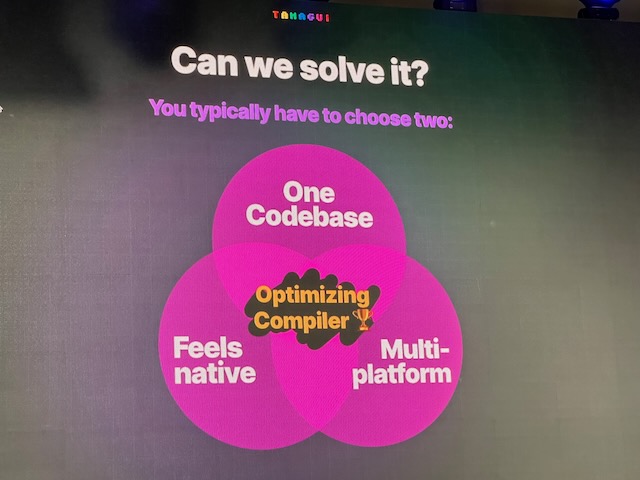 TAMAGUI
Can we solve it?
You typically have to choose two:
One
Codebase
Optimizing
Compiler 🏆
Feels
native
Multi-
platform